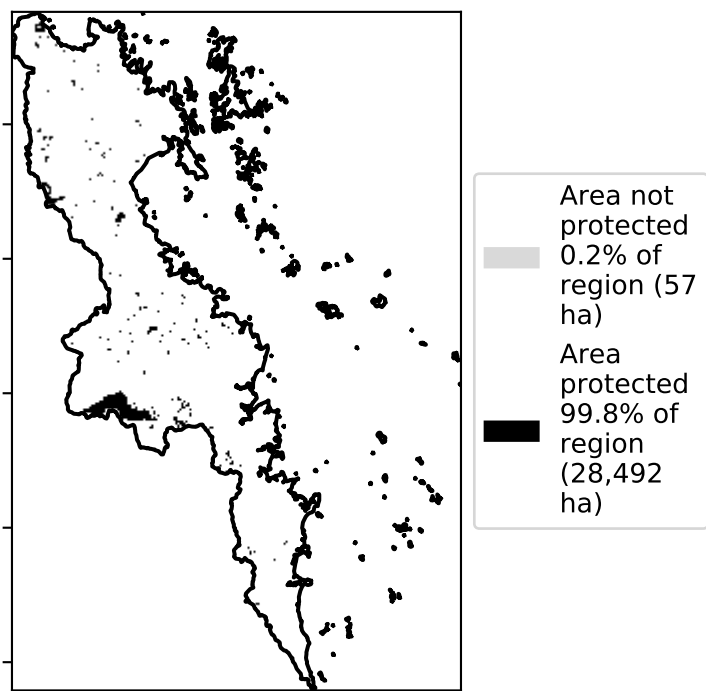 Area not
protected
0.2% of
region (57
ha)
Area
protected
99.8% of
region
(28,492
ha)